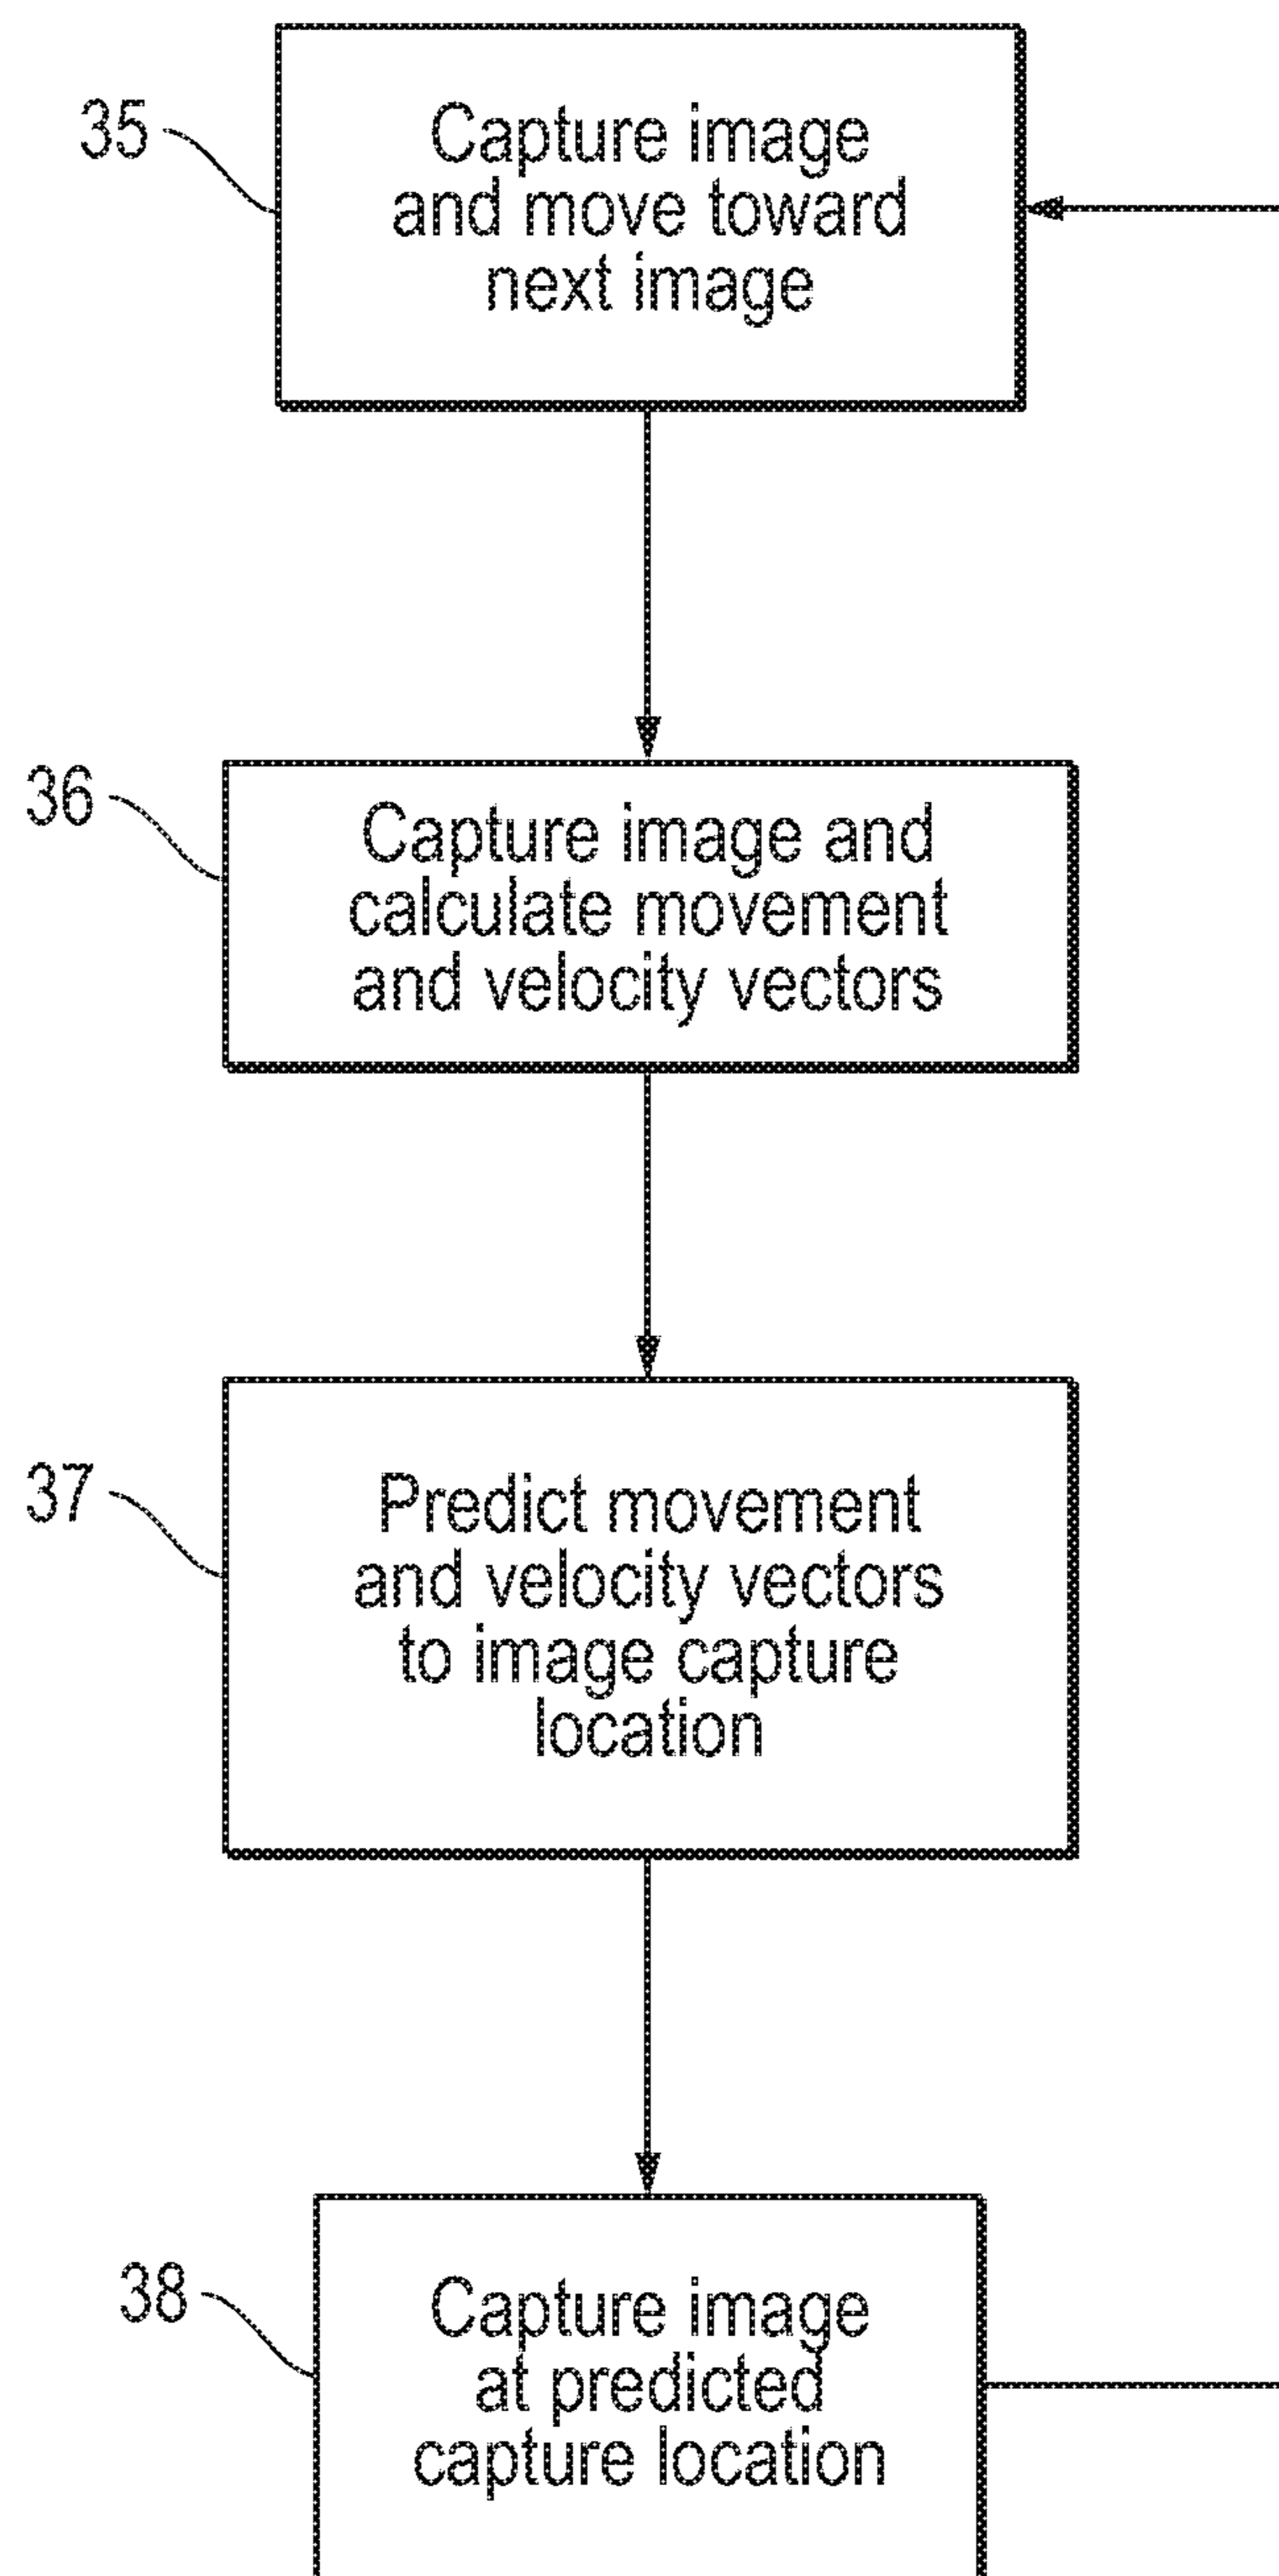 35
Capture image
and move toward
next image
36
Capture image and
calculate movement
and velocity vectors
37
Predict movement
and velocity vectors
to image capture
location
38
Capture image
at predicted
capture location